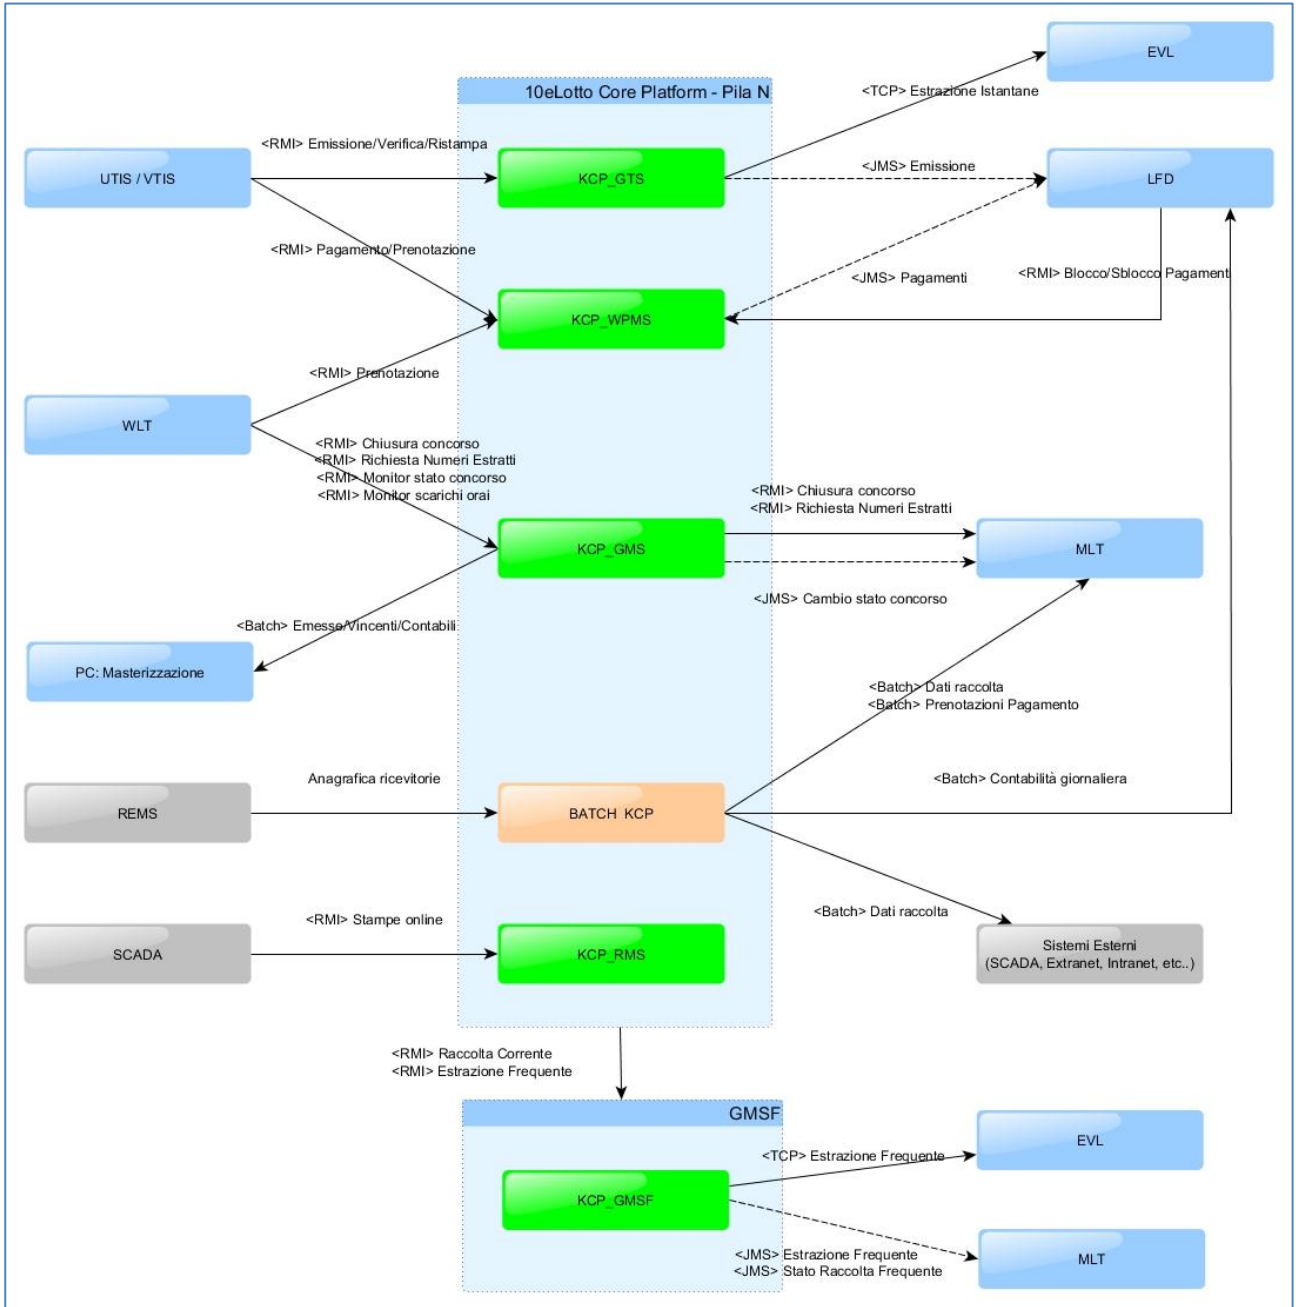 EVL
10eLotto Core Platform - Pila N
<TCP> Estrazione Istantane
<RMI> Emissione/Verifica/Ristampa
UTIS / VTIS
KCP_GTS
<JMS> Emissione
LFD
<RMI> Pagamento/Prenotazione
<JMS> Pagamenti
<RMI> Blocco/Sblocco Pagamenti
KCP_WPMS
<RMI> Prenotazione
WLT
<RMI> Chiusura concorso
<RMI> Richiesta Numeri Estratti
<RMI> Monitor stato concorso
<RMI> Monitor scarichi orai
<RMI> Chiusura concorso
<RMI> Richiesta Numeri Estratti
KCP_GMS
MLT
<JMS> Cambio stato concorso
<Batch> Emesse/Vincenti/Contabili
PC: Masterizzazione
<Batch> Dati raccolta
<Batch> Prenotazioni Pagamento
Anagrafica ricevitorie
<Batch> Contabilità giornaliera
REMS
BATCH KCP
<RMI> Stampe online
<Batch> Dati raccolta
SCADA
KCP_RMS
Sistemi Esterni
(SCADA, Extranet, Intranet, etc..)
<RMI> Raccolta Corrente
<RMI> Estrazione Frequente
GMSF
EVL
<TCP> Estrazione Frequente
KCP_GMSF
<JMS> Estrazione Frequente
<JMS> Stato Raccolta Frequente
MLT